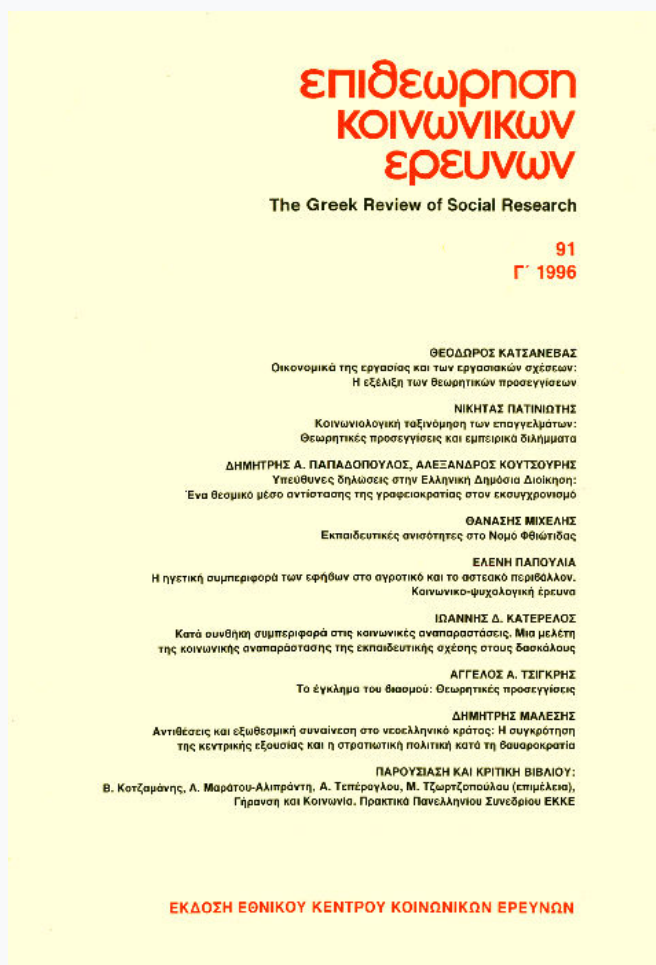 επιθεωρηση
κοινωνικων
ερευνων
The Greek Review of Social Research
91
Γ΄ 1996
ΘΕΟΔΩΡΟΣ ΚΑΤΣΑΝΕΒΑΣ
Οικονομικά της εργασίας και των εργασιακών σχέσεων:
Η εξέλιξη των θεωρητικών προσεγγίσεων
ΝΙΚΗΤΑΣ ΠΑΤΙΝΙΩΤΗΣ
Κοινωνιολογική ταξινόμηση των επαγγελμάτων:
Θεωρητικές προσεγγίσεις και εμπειρικά διλήμματα
ΔΗΜΗΤΡΗΣ Α. ΠΑΠΑΔΟΠΟΥΛΟΣ, ΑΛΕΞΑΝΔΡΟΣ ΚΟΥΤΣΟΥΡΗΣ
Υπεύθυνες δηλώσεις στην Ελληνική Δημόσια Διοίκηση:
Ένα θεσμικό μέσο αντίστασης της γραφειοκρατίας στον εκσυγχρονισμό
ΘΑΝΑΣΗΣ ΜΙΧΕΛΗΣ
Εκπαιδευτικές ανισότητες στο Νομό Φθιώτιδας
ΕΛΕΝΗ ΠΑΠΟΥΛΙΑ
Η ηγετική συμπεριφορά των εφήβων στο αγροτικό και το αστεακό περιβάλλον.
Κοινωνικο-ψυχολογική έρευνα
ΙΩΑΝΝΗΣ Δ. ΚΑΤΕΡΕΛΟΣ
Κατά συνθήκη συμπεριφορά στις κοινωνικές αναπαραστάσεις. Μια μελέτη
της κοινωνικής αναπαράστασης της εκπαιδευτικής σχέσης στους δασκάλους
ΑΓΓΕΛΟΣ Α. ΤΣΙΓΚΡΗΣ
Το έγκλημα του βιασμού: Θεωρητικές προσεγγίσεις
ΔΗΜΗΤΡΗΣ ΜΑΛΕΣΗΣ
Αντιθέσεις και εξωθεσμική συναίνεση στο νεοελληνικό κράτος: Η συγκρότηση
της κεντρικής εξουσίας και η στρατιωτική πολιτική κατά τη βαυαροκρατία
ΠΑΡΟΥΣΙΑΣΗ ΚΑΙ ΚΡΙΤΙΚΗ ΒΙΒΛΙΟΥ:
Β. Κοτζαμάνης, Λ. Μαράτου-Αλιπράντη, Α. Τεπέρογλου, Μ. Τζωρτζοπούλου (επιμέλεια),
Γήρανση και Κοινωνία. Πρακτικά Πανελληνίου Συνεδρίου ΕΚΚΕ
ΕΚΔΟΣΗ ΕΘΝΙΚΟΥ ΚΕΝΤΡΟΥ ΚΟΙΝΩΝΙΚΩΝ ΕΡΕΥΝΩΝ